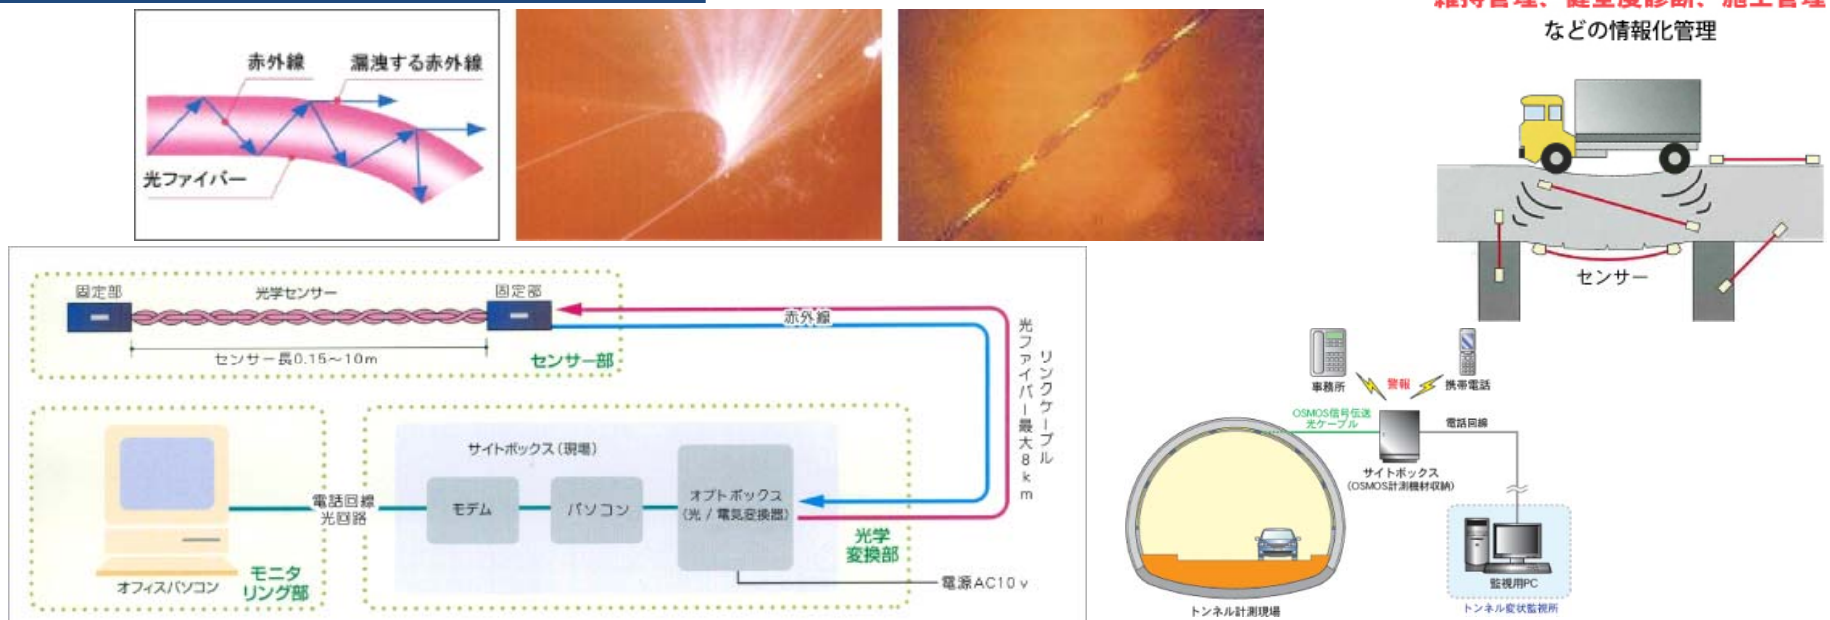 維持管理、健全度診断、施工管理
などの情報化管理
赤外線
漏洩する赤外線
光ファイバー
センサー
固定部
光学センサー
固定部
センサー長0.15～10m
センサー部
赤外線
光ファイバー最大8km
リンクケーブル
サイトボックス(現場)
モデム
パソコン
オプトボックス
(光/電気変換器)
電話回線
光回路
光学
変換部
モニタ
リング部
オフィスパソコン
電源AC10v
事務所
警報
携帯電話
OSMOS信号伝送
光ケーブル
電話回線
サイトボックス
(OSMOS計測機材収納)
監視用PC
トンネル変状監視所
トンネル計測現場